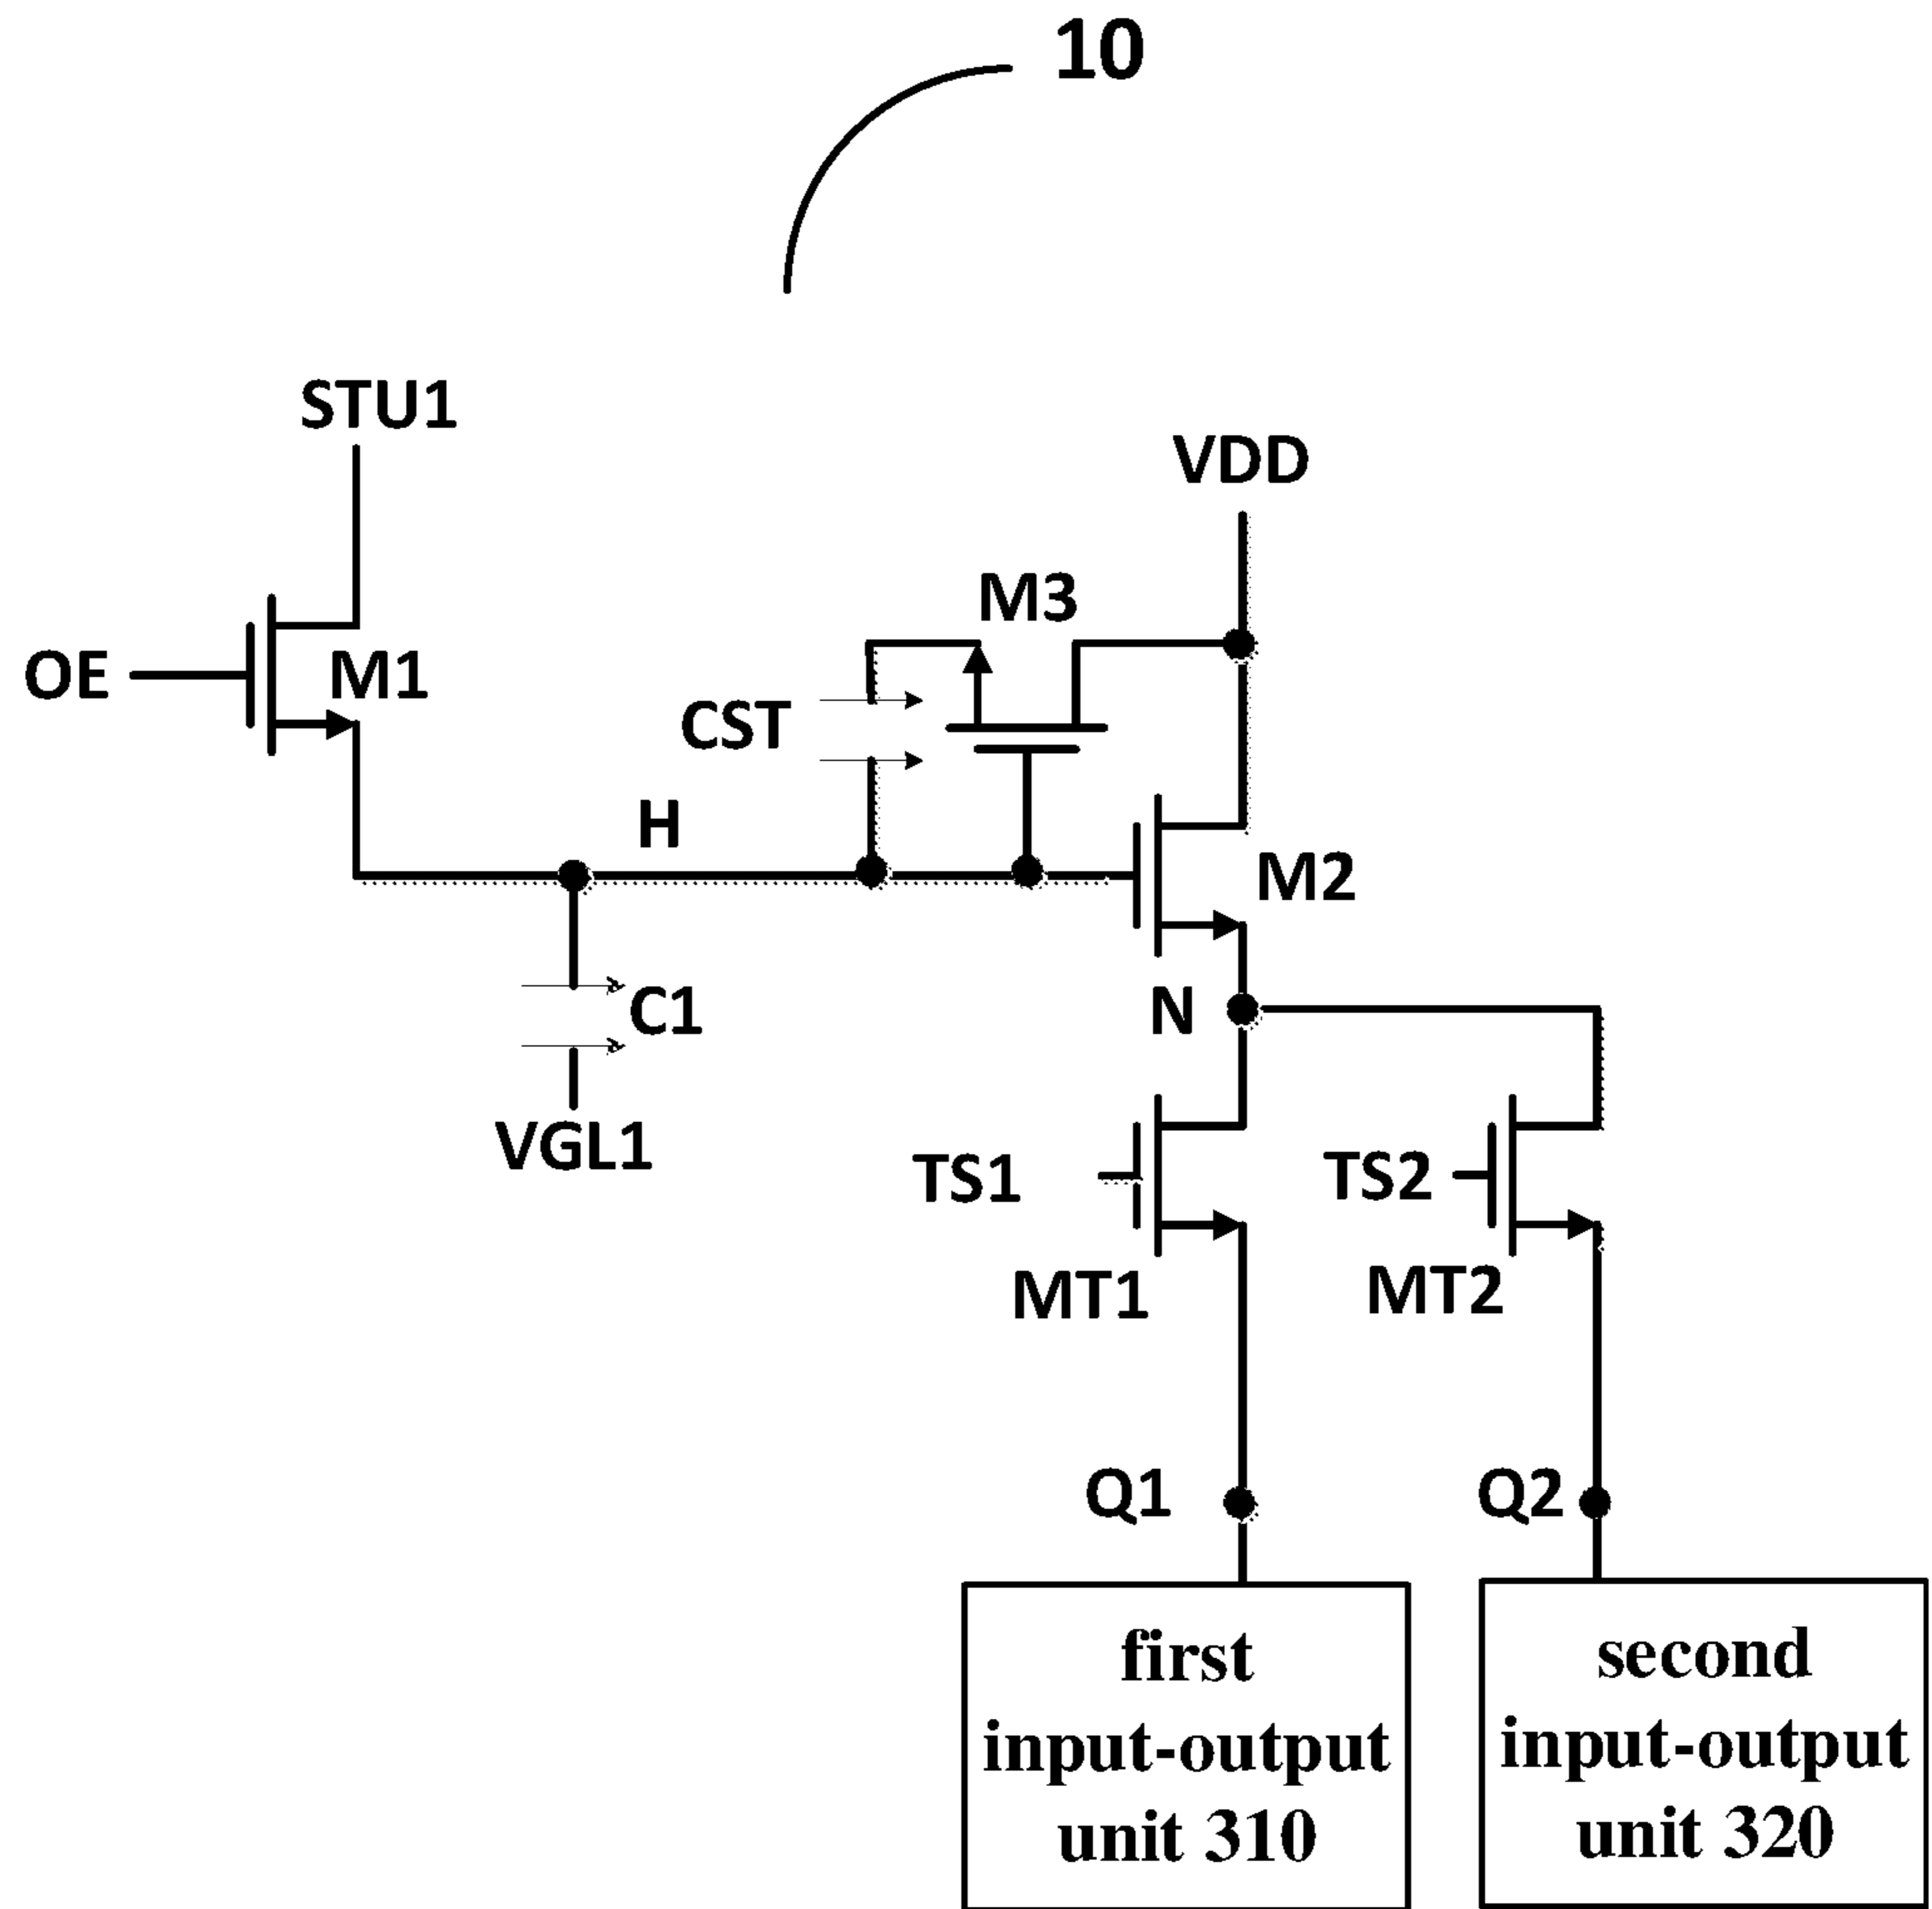 10
STU1
VDD
M3
OE
M1
CST
H
M2
C1
N
VGL1
TS1
TS2
MT1
MT2
Q1
Q2
first
input-output
unit 310
second
input-output
unit 320